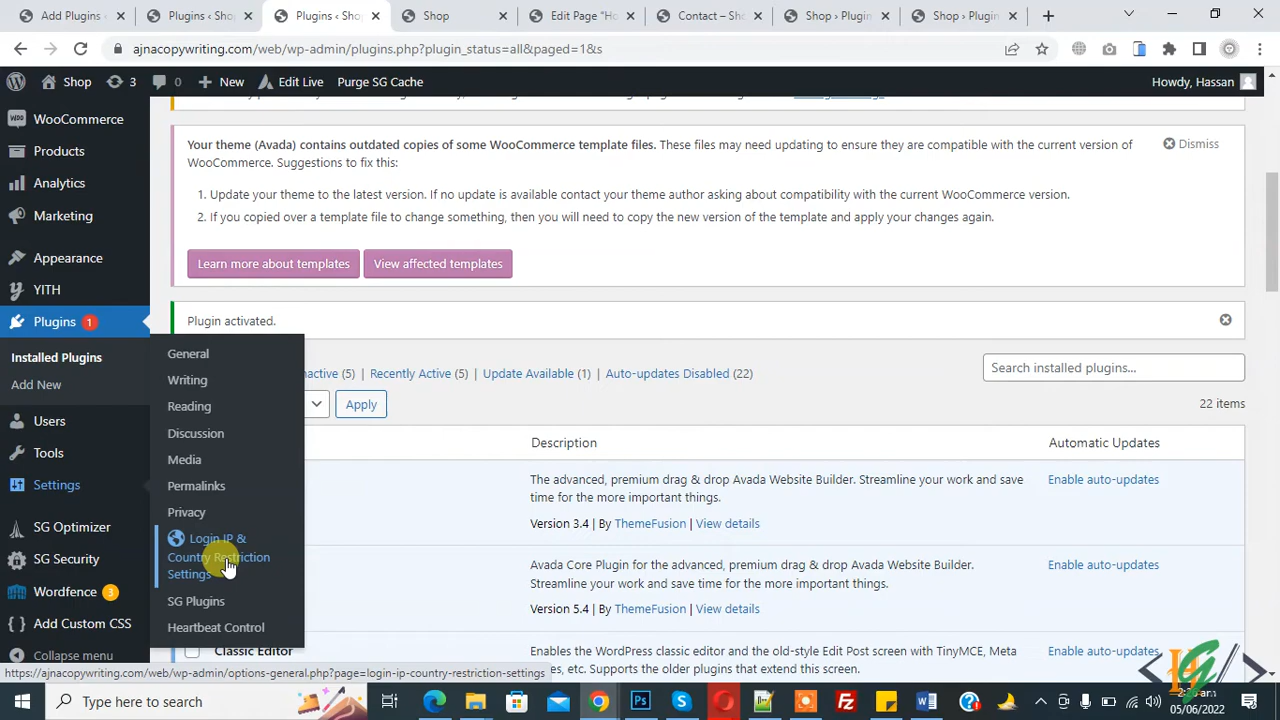 Add Plugins ‹
Plugins ‹ Sho
Plugins ‹ Sho
Shop
Edit Page "Ho
Contact – Sho
Shop › Plugin
Shop › Plugin
ajnacopywriting.com/web/wp-admin/plugins.php?plugin_status=all&paged=1&s
Shop
3
0
New
Edit Live
Purge SG Cache
Howdy, Hassan
WooCommerce
Products
Analytics
Marketing
Appearance
YITH
Plugins 1
Installed Plugins
Add New
Users
Tools
Settings
SG Optimizer
SG Security
Wordfence 3
Add Custom CSS
Collapse menu
General
Writing
Reading
Discussion
Media
Permalinks
Privacy
Login IP &
Country Restriction
Settings
SG Plugins
Heartbeat Control
Your theme (Avada) contains outdated copies of some WooCommerce template files. These files may need updating to ensure they are compatible with the current version of
WooCommerce. Suggestions to fix this:
Dismiss
1. Update your theme to the latest version. If no update is available contact your theme author asking about compatibility with the current WooCommerce version.
2. If you copied over a template file to change something, then you will need to copy the new version of the template and apply your changes again.
Learn more about templates
View affected templates
Plugin activated.
nactive (5) | Recently Active (5) | Update Available (1) | Auto-updates Disabled (22)
Search installed plugins...
Apply
22 items
Description
Automatic Updates
The advanced, premium drag & drop Avada Website Builder. Streamline your work and save
time for the more important things.
Version 3.4 | By ThemeFusion | View details
Enable auto-updates
Avada Core Plugin for the advanced, premium drag & drop Avada Website Builder.
Streamline your work and save time for the more important things.
Version 5.4 | By ThemeFusion | View details
Enable auto-updates
Classic Editor
Enables the WordPress classic editor and the old-style Edit Post screen with TinyMCE, Meta
es, etc. Supports the older plugins that extend this screen.
Enable auto-updates
https://ajnacopywriting.com/web/wp-admin/options-general.php?page=login-ip-country-restriction-settings
Type here to search
am
05/06/2022